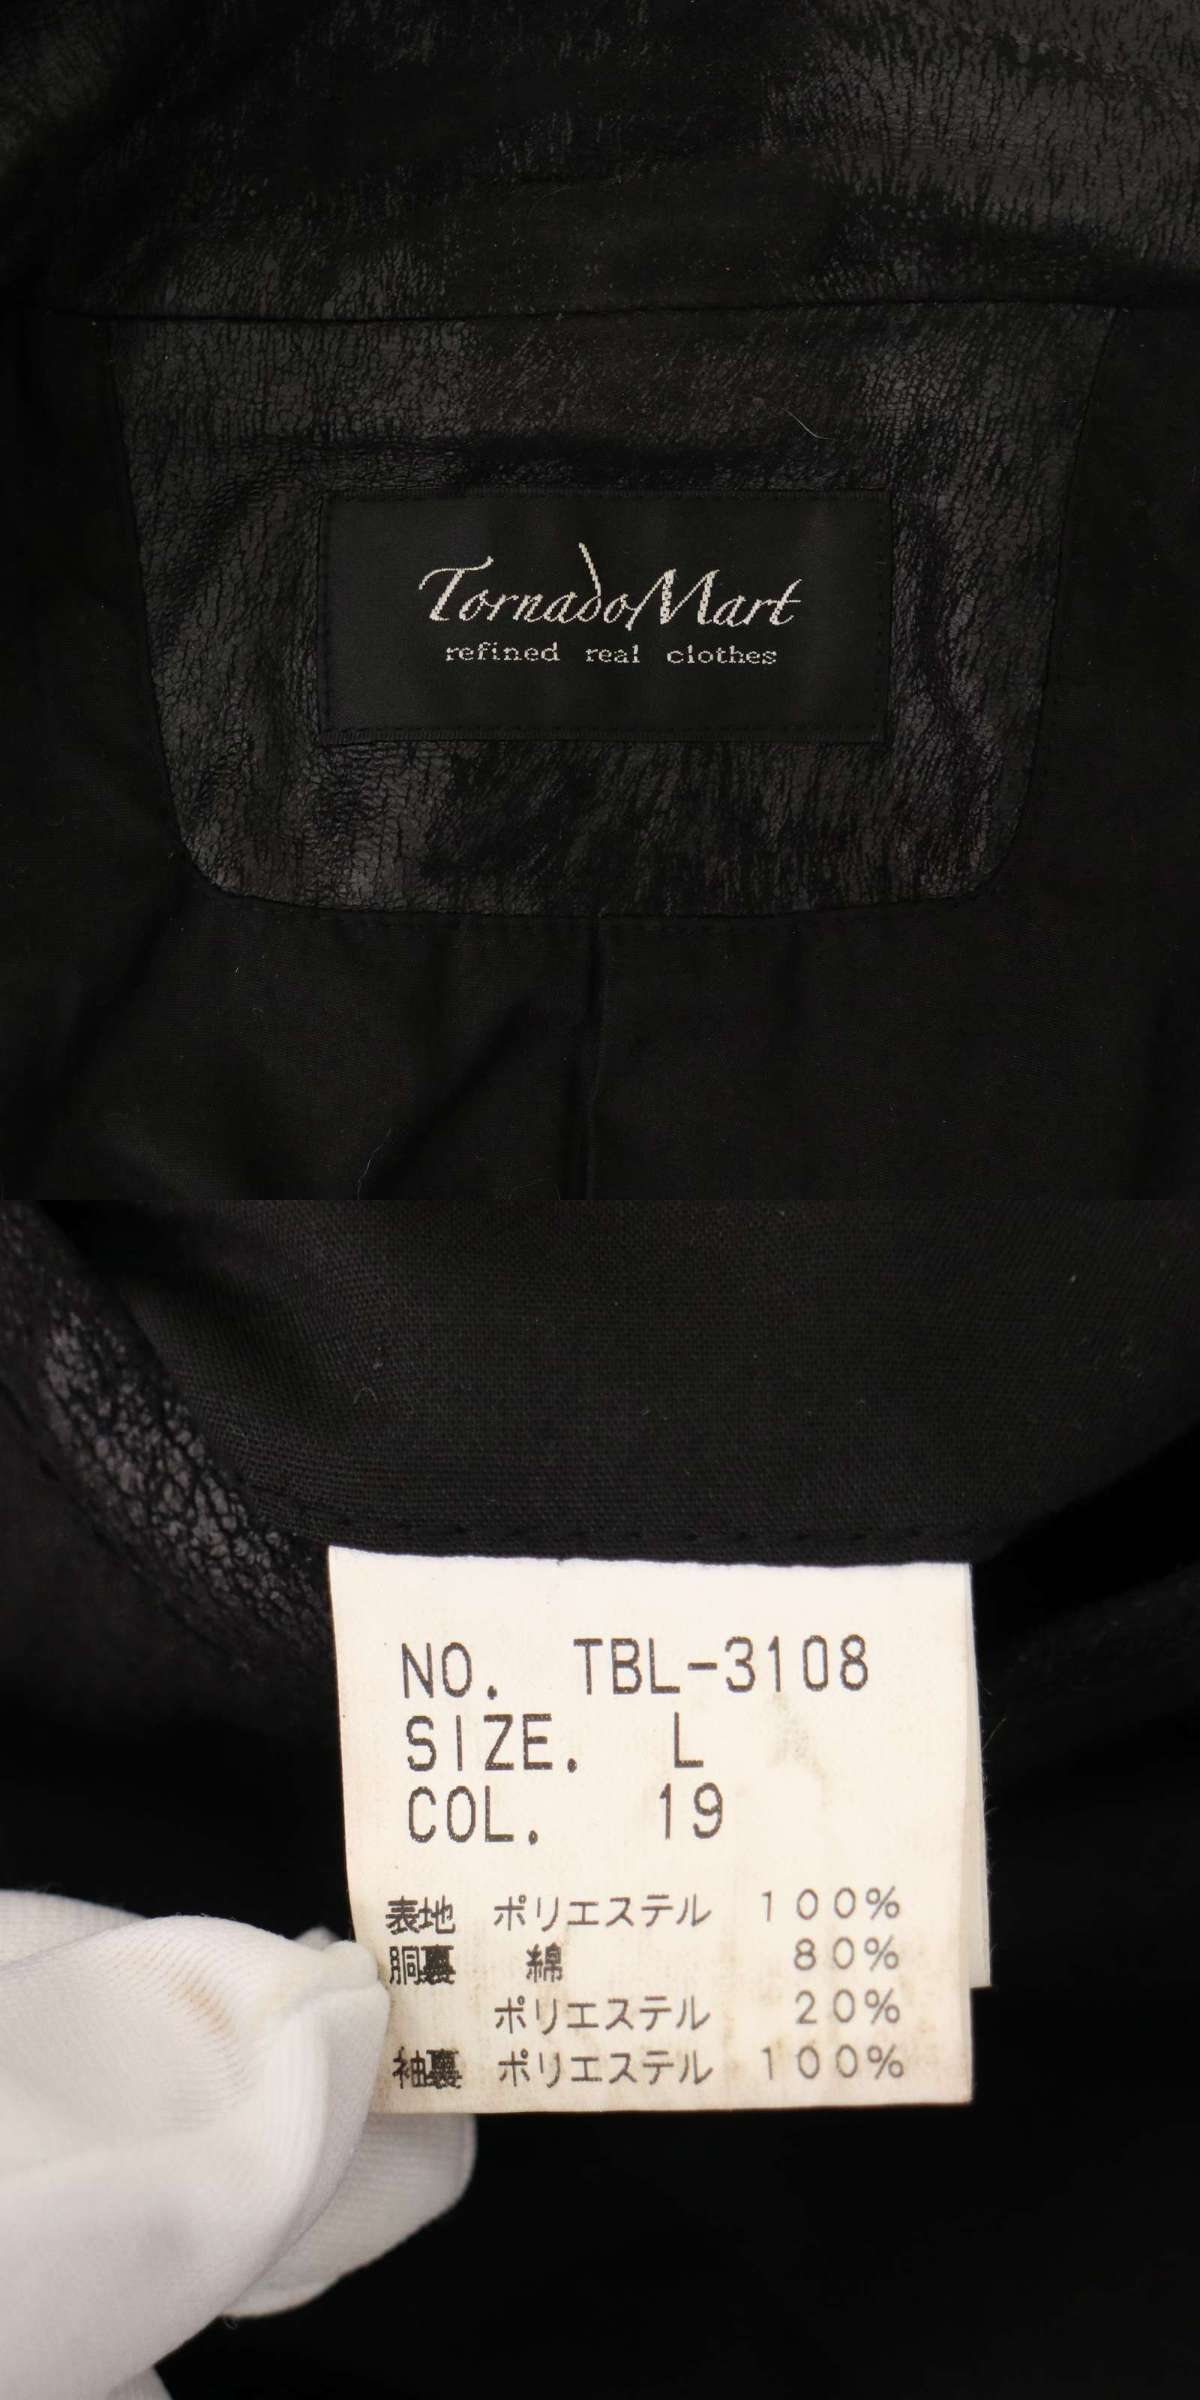 TornadoMart
refined real clothes
NO. TBL-3108
SIZE. L
COL. 19
表地 ポリエステル 100%
胴裏 綿 80%
ポリエステル 20%
袖裏 ポリエステル 100%